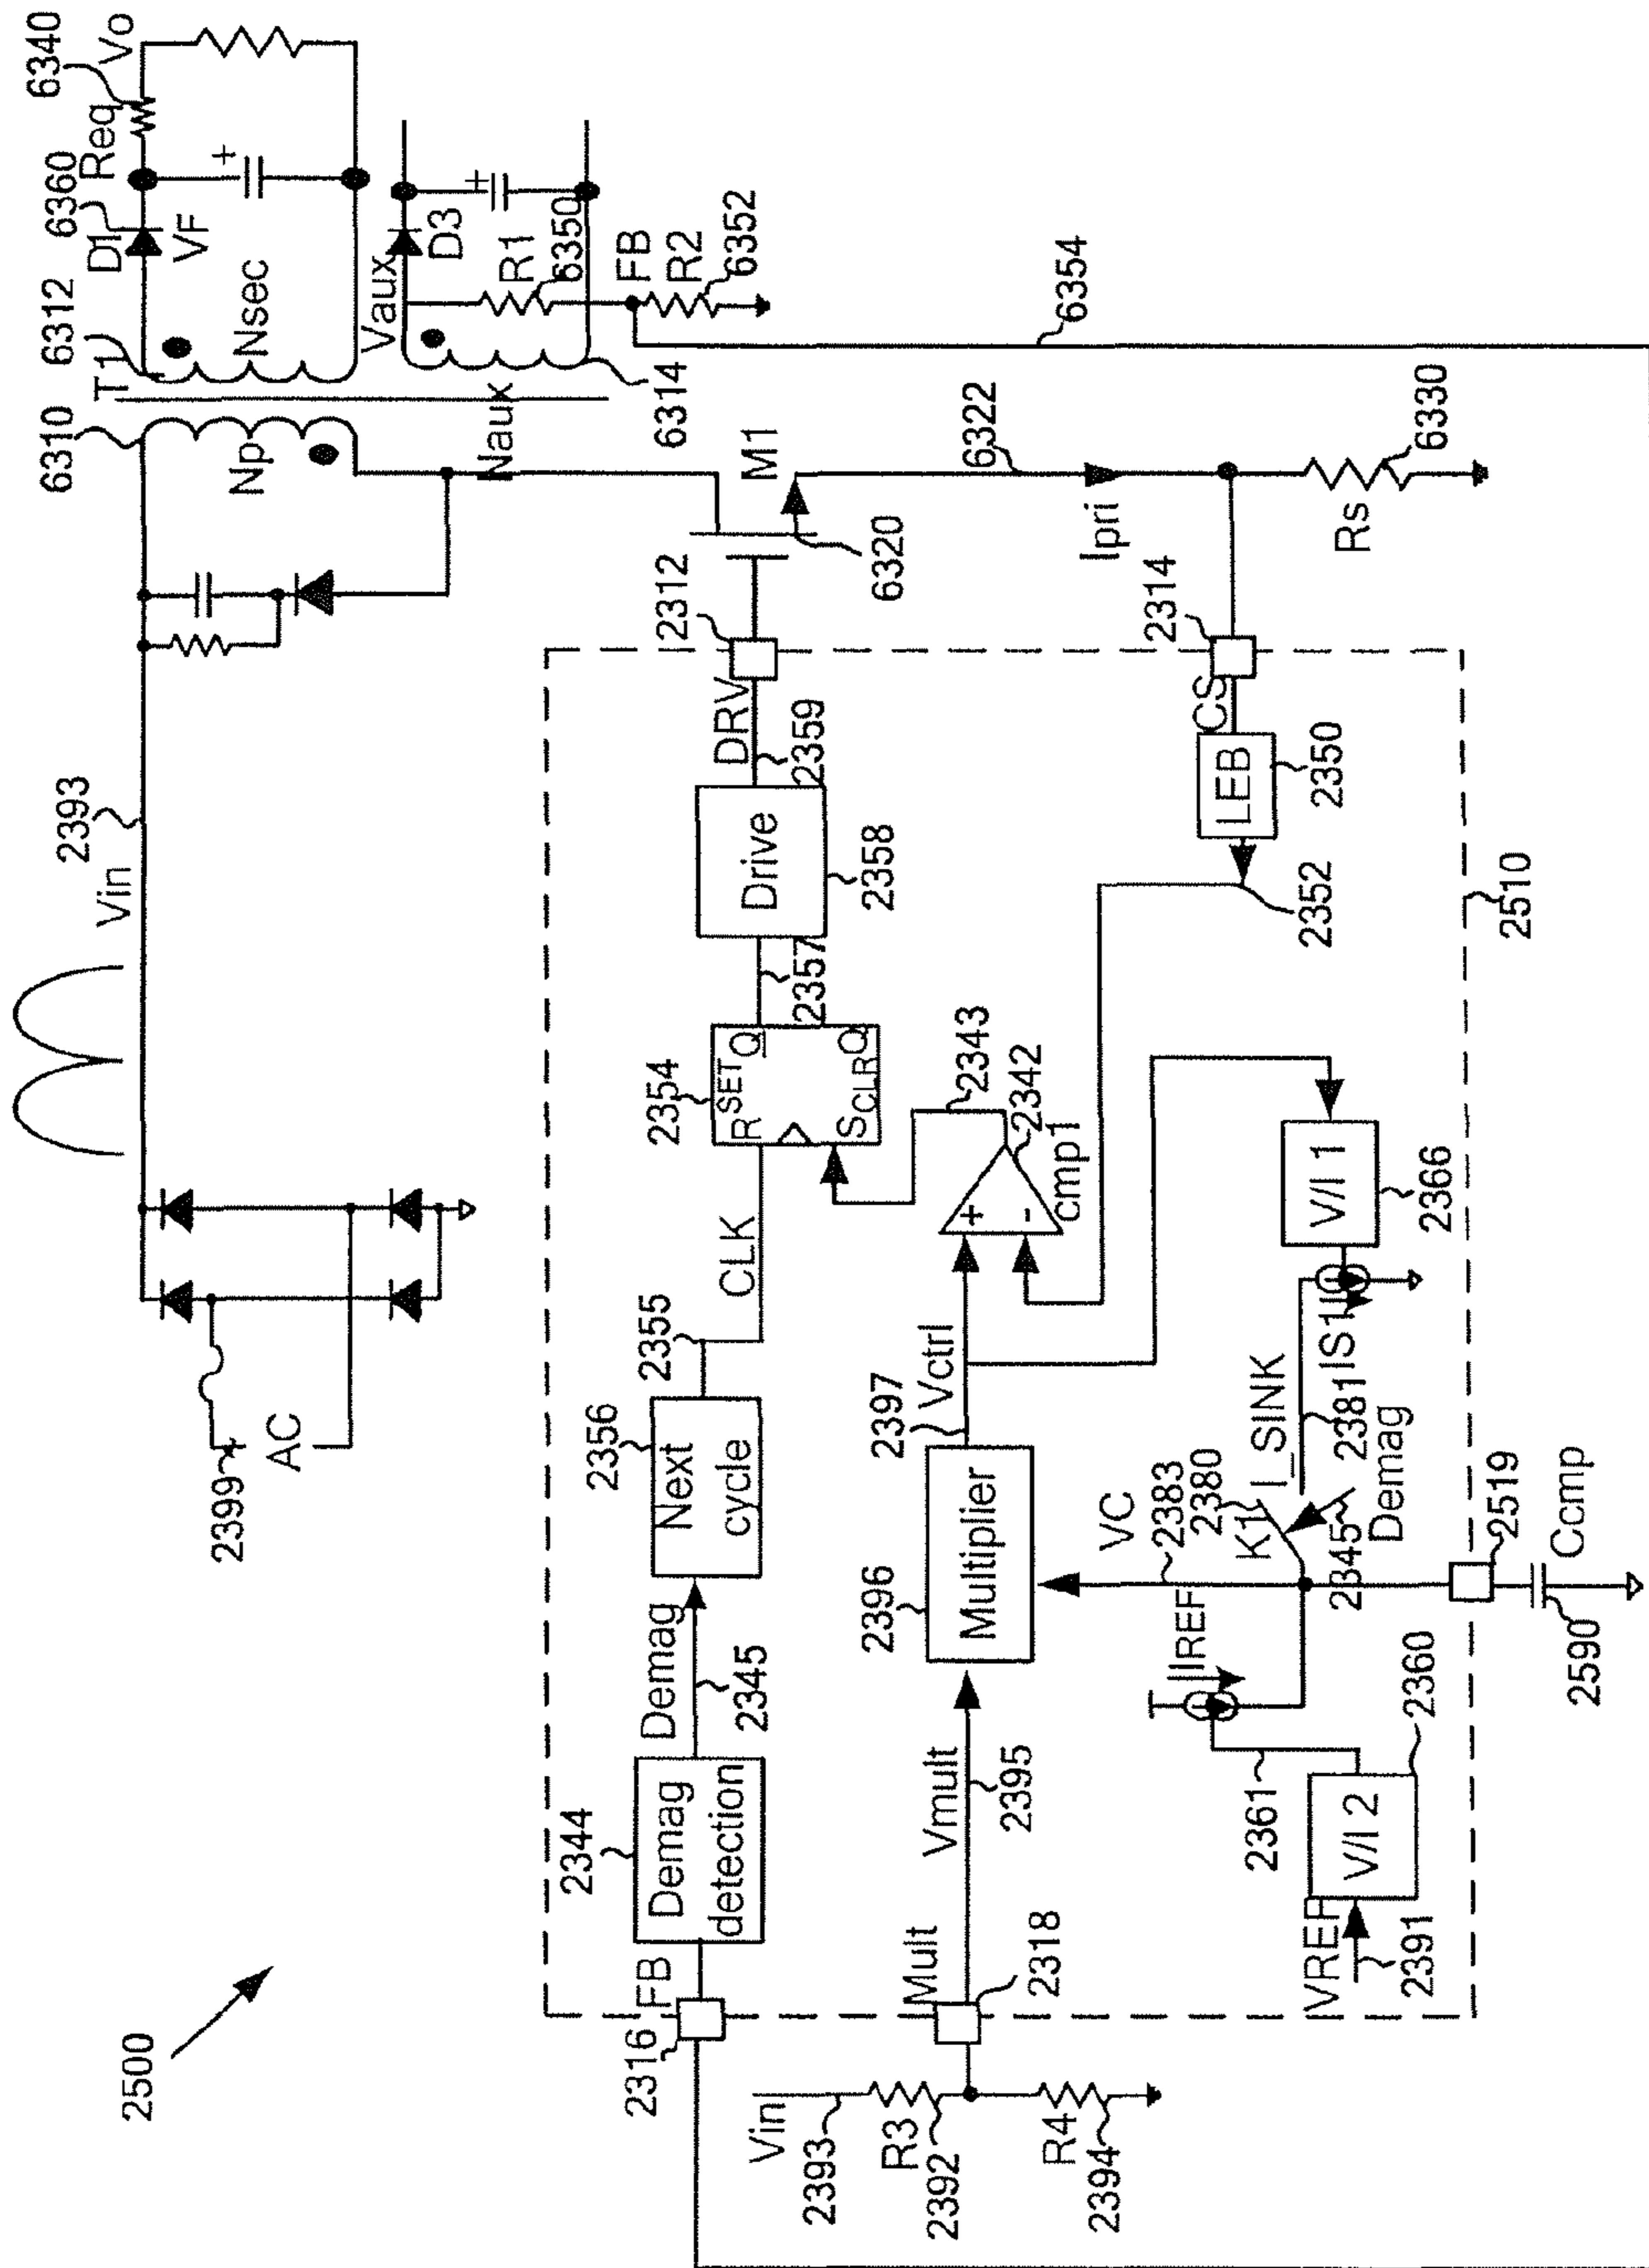 2500
2399
AC
Vin
2393
6310
T1
6312
D1
6360
Req
6340
Vo
VF
Np
Nsec
Vaux
D3
R1
6350
FB
R2
6352
Naux
6314
6354
M1
6320
6322
Ipri
Rs
6330
2312
2314
2316
FB
2344
Demag
detection
Demag
2345
2356
Next
cycle
2355
CLK
2354
R SET Q
S CLR Q
2357
Drive
2358
DRV
2359
CS
LEB
2350
2352
2343
2342
cmp1
Vin
2393
R3
2392
R4
2394
Mult
2318
Vmult
2395
2396
Multiplier
2397
Vctrl
VC
2383
2380
K1
I_SINK
2381
IS1
V/I 1
2366
2345
Demag
IREF
2361
V/I 2
2360
VREF
2391
2519
Ccmp
2590
2510